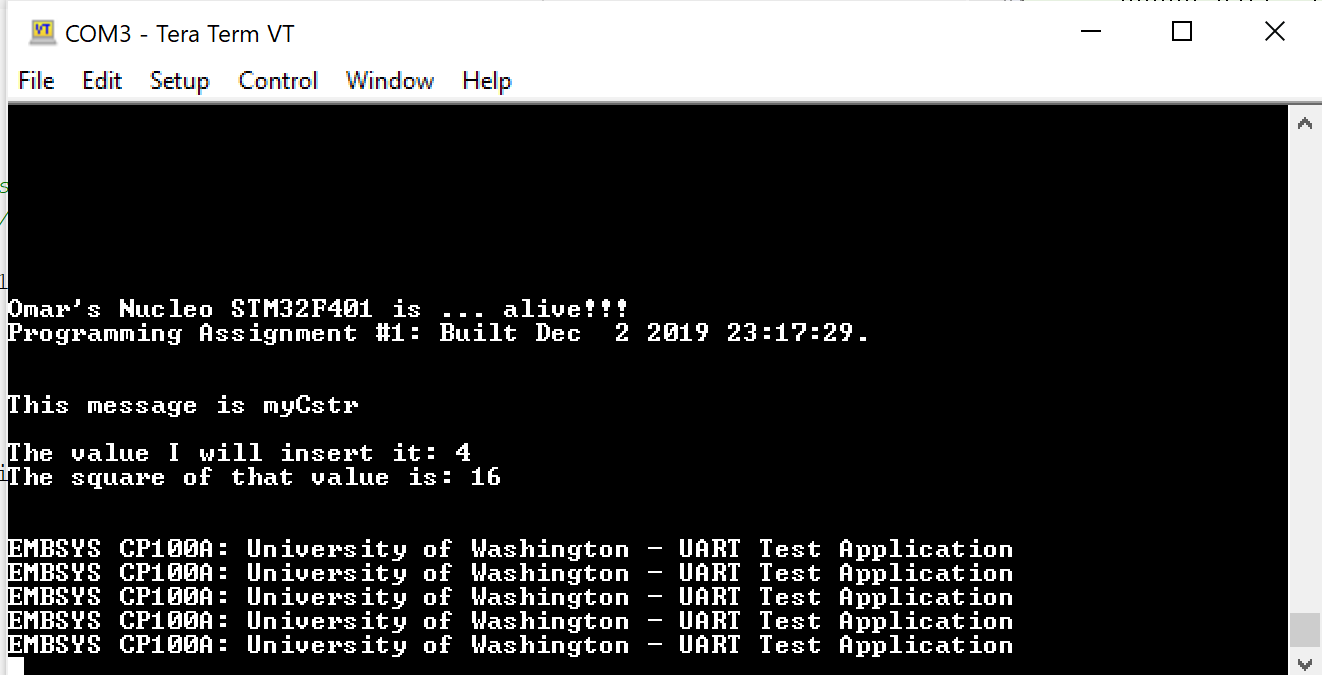 COM3 - Tera Term VT
File Edit Setup Control Window Help
Omar's Nucleo STM32F401 is ... alive!!!
Programming Assignment #1: Built Dec  2 2019 23:17:29.
This message is myCstr
The value I will insert it: 4
The square of that value is: 16
EMBSYS CP100A: University of Washington - UART Test Application
EMBSYS CP100A: University of Washington - UART Test Application
EMBSYS CP100A: University of Washington - UART Test Application
EMBSYS CP100A: University of Washington - UART Test Application
EMBSYS CP100A: University of Washington - UART Test Application